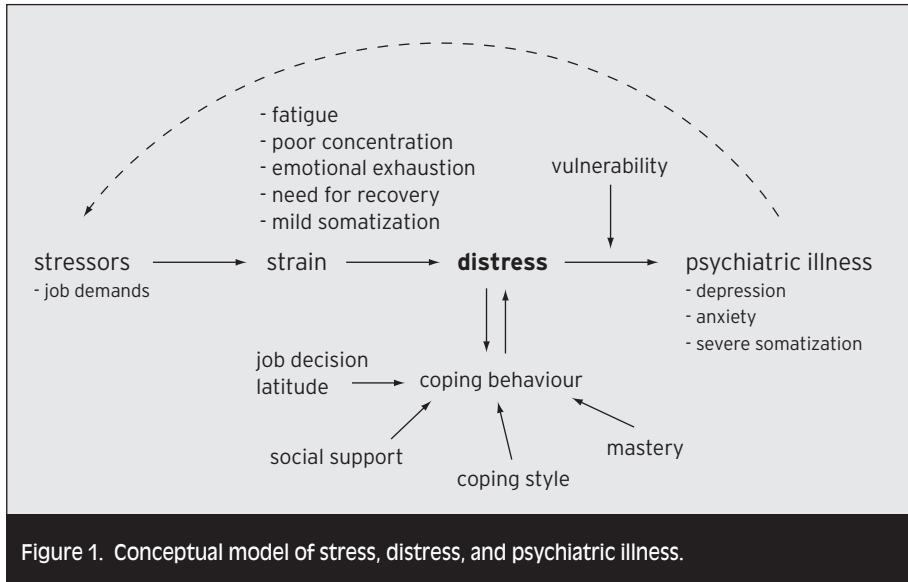 - fatigue
- poor concentration
- emotional exhaustion
- need for recovery
- mild somatization
vulnerability
stressors
- job demands
strain
distress
psychiatric illness
- depression
- anxiety
- severe somatization
job decision
latitude
coping behaviour
social support
coping style
mastery
Figure 1. Conceptual model of stress, distress, and psychiatric illness.